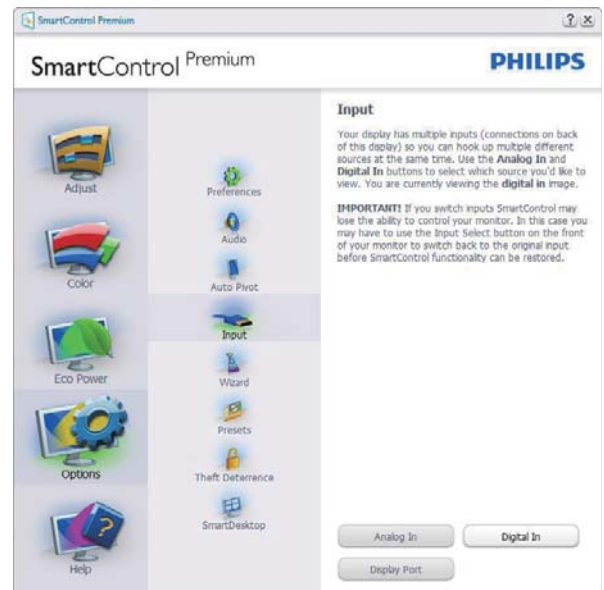 SmartControl Premium
? x
SmartControl Premium
PHILIPS
Adjust
Color
Eco Power
Options
Help
Preferences
Audio
Auto Pivot
Input
Wizard
Presets
Theft Deterrence
SmartDesktop
Input
Your display has multiple inputs (connections on back
of this display) so you can hook up multiple different
sources at the same time. Use the Analog In and
Digital In buttons to select which source you'd like to
view. You are currently viewing the digital in image.
IMPORTANT! If you switch inputs SmartControl may
lose the ability to control your monitor. In this case you
may have to use the Input Select button on the front
of your monitor to switch back to the original input
before SmartControl functionality can be restored.
Analog In
Digital In
Display Port